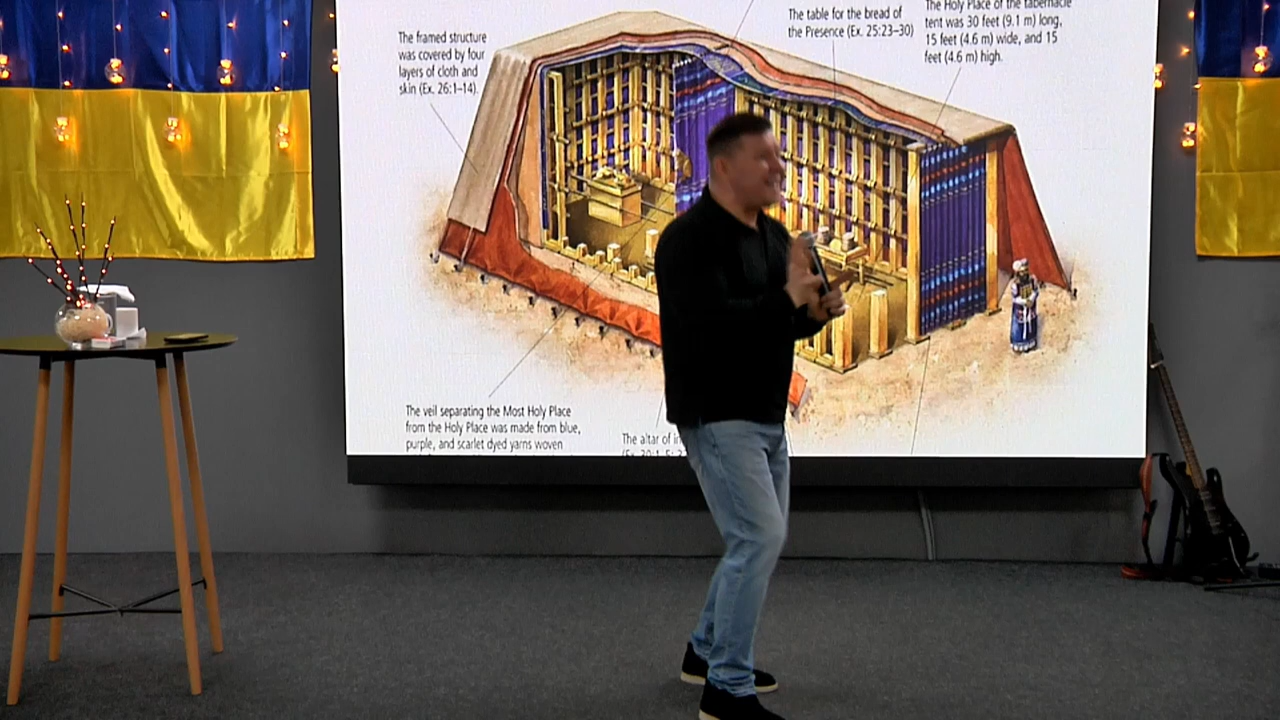 The framed structure
was covered by four
layers of cloth and
skin (Ex. 26:1–14).
The table for the bread of
the Presence (Ex. 25:23–30)
The Holy Place of the tabernacle
tent was 30 feet (9.1 m) long,
15 feet (4.6 m) wide, and 15
feet (4.6 m) high.
The veil separating the Most Holy Place
from the Holy Place was made from blue,
purple, and scarlet dyed yarns woven
The altar of in